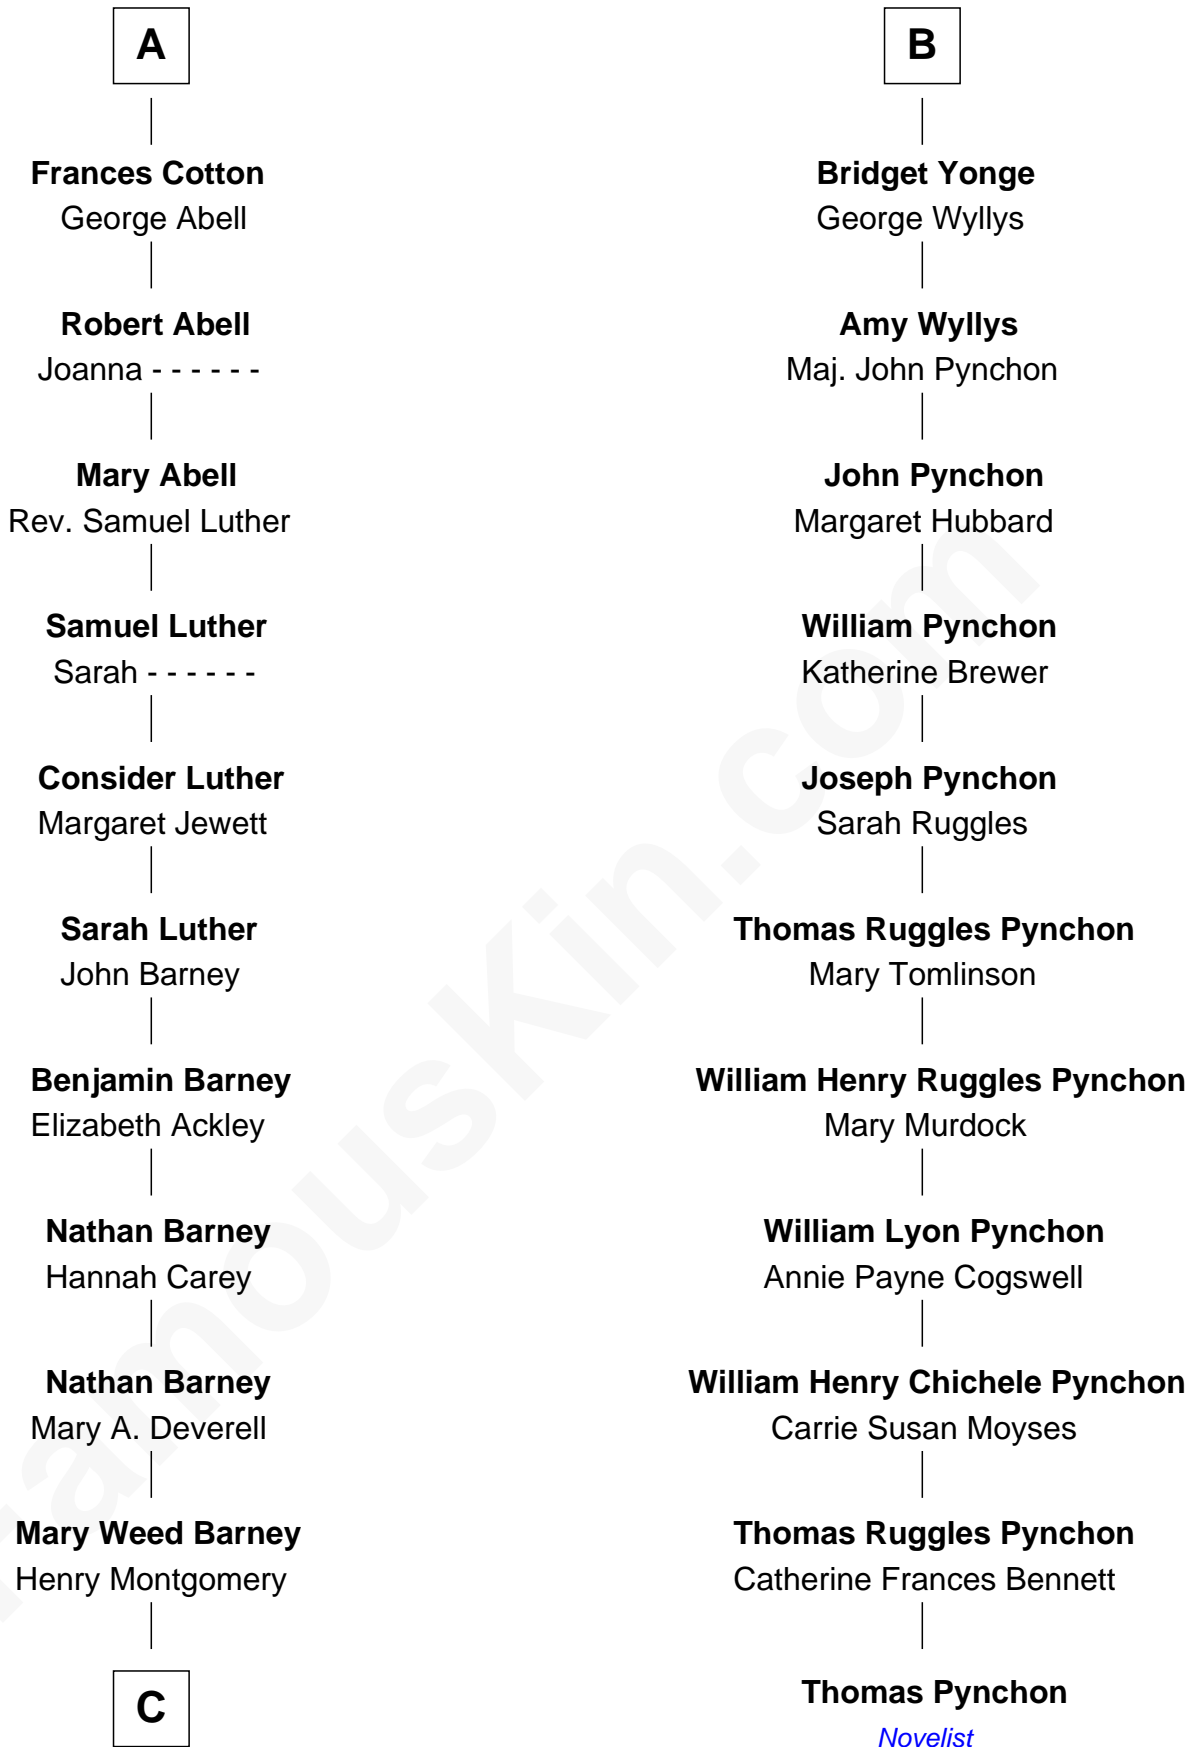 A
Frances Cotton
George Abell
Robert Abell
Joanna - - - - - -
Mary Abell
Rev. Samuel Luther
Samuel Luther
Sarah - - - - - -
Consider Luther
Margaret Jewett
Sarah Luther
John Barney
Benjamin Barney
Elizabeth Ackley
Nathan Barney
Hannah Carey
Nathan Barney
Mary A. Deverell
Mary Weed Barney
Henry Montgomery
C
B
Bridget Yonge
George Wyllys
Amy Wyllys
Maj. John Pynchon
John Pynchon
Margaret Hubbard
William Pynchon
Katherine Brewer
Joseph Pynchon
Sarah Ruggles
Thomas Ruggles Pynchon
Mary Tomlinson
William Henry Ruggles Pynchon
Mary Murdock
William Lyon Pynchon
Annie Payne Cogswell
William Henry Chichele Pynchon
Carrie Susan Moyses
Thomas Ruggles Pynchon
Catherine Frances Bennett
Thomas Pynchon
Novelist
FamousKin.com